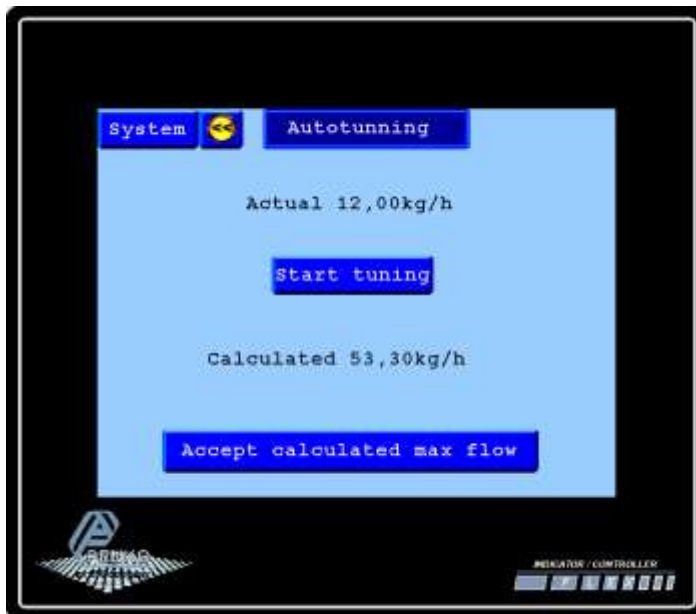 System << Autotunning
Actual 12,00kg/h
Start tuning
Calculated 53,30kg/h
Accept calculated max flow
INDICATOR / CONTROLLER